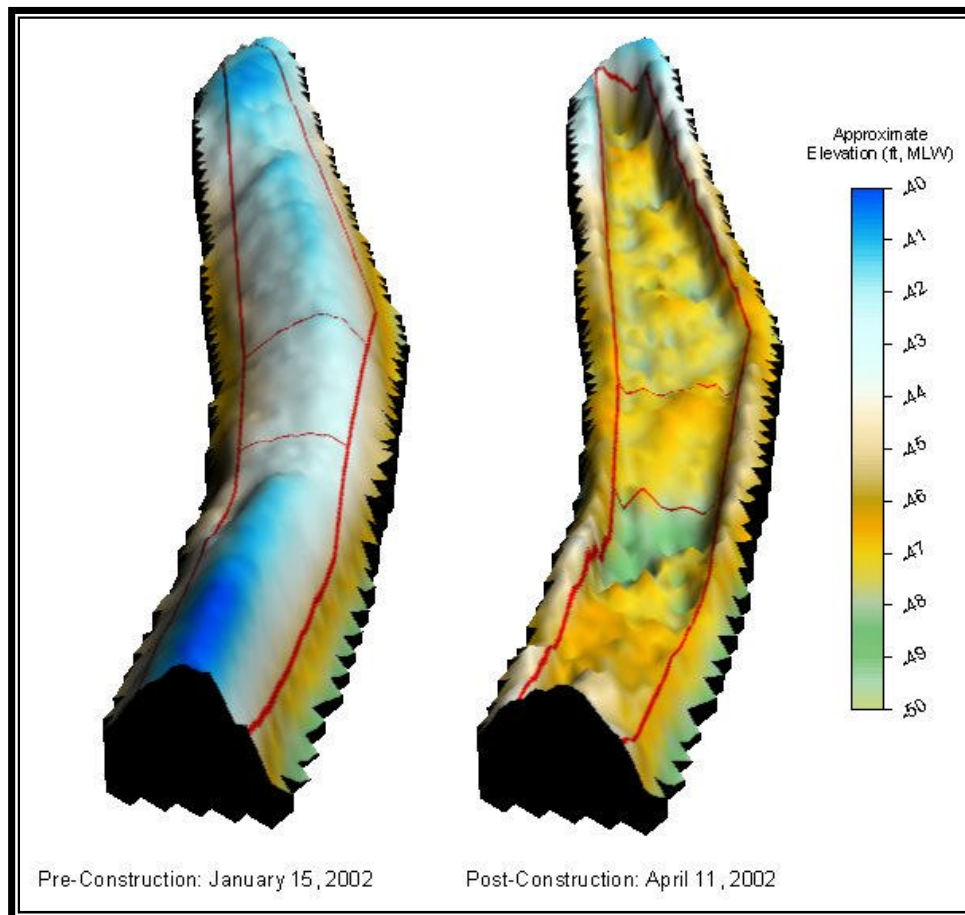 Approximate
Elevation (ft, MLW)
-40
-41
-42
-43
-44
-45
-46
-47
-48
-49
-50
Pre-Construction: January 15, 2002
Post-Construction: April 11, 2002